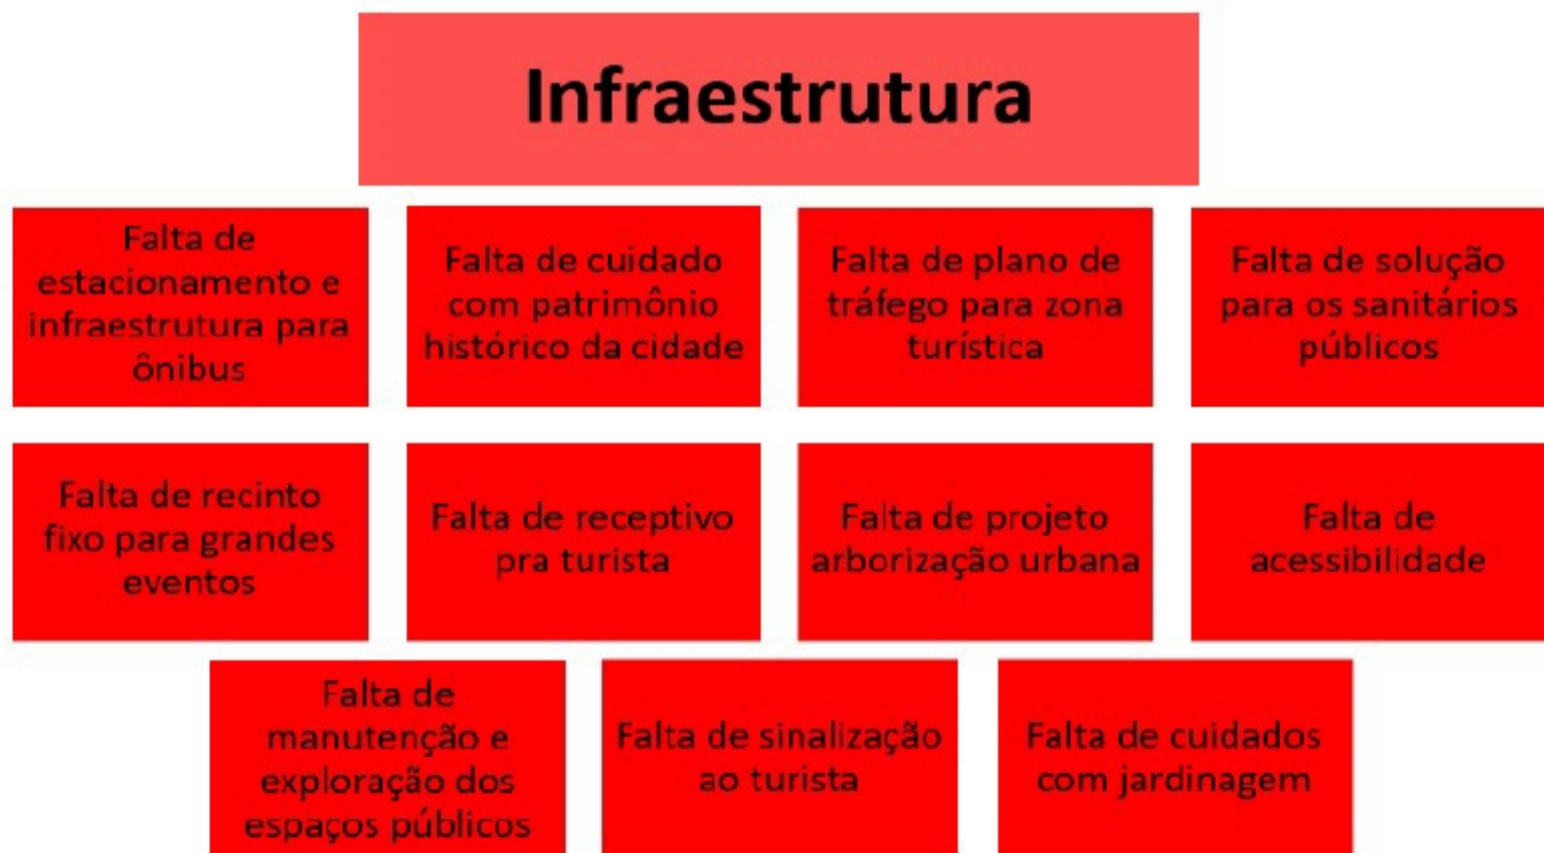 Infraestrutura
Falta de
estacionamento e
infraestrutura para
ônibus
Falta de cuidado
com patrimônio
histórico da cidade
Falta de plano de
tráfego para zona
turística
Falta de solução
para os sanitários
públicos
Falta de recinto
fixo para grandes
eventos
Falta de receptivo
pra turista
Falta de projeto
arborização urbana
Falta de
acessibilidade
Falta de
manutenção e
exploração dos
espaços públicos
Falta de sinalização
ao turista
Falta de cuidados
com jardinagem